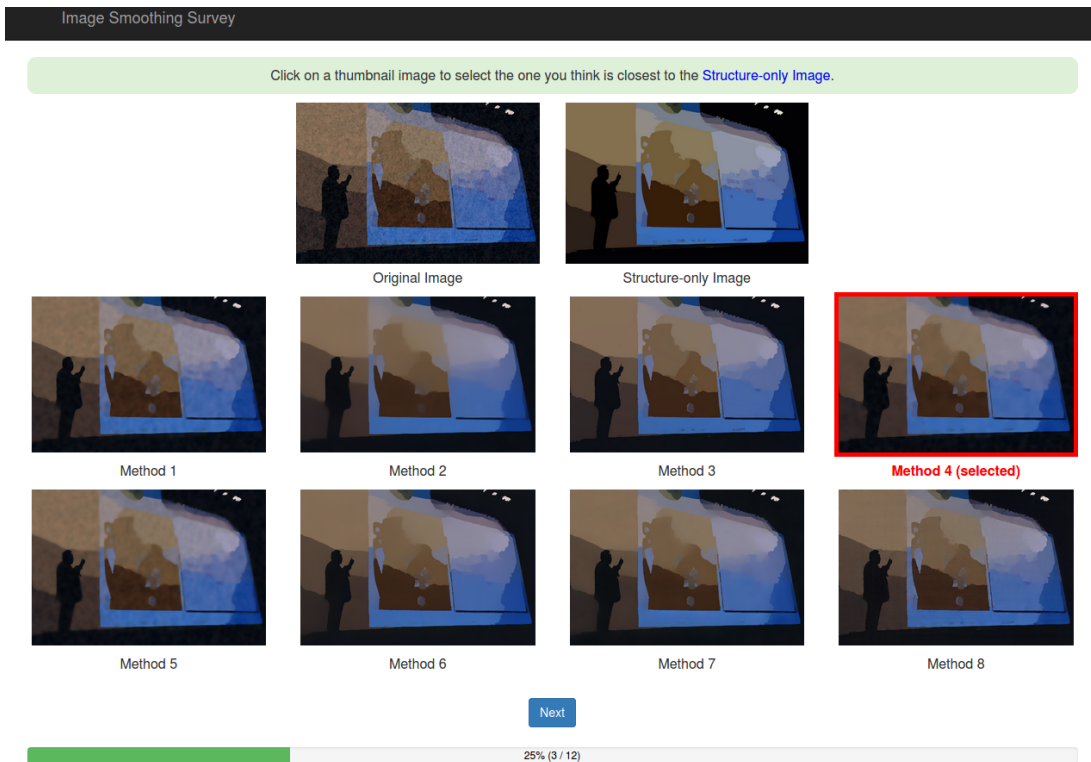 Image Smoothing Survey
Click on a thumbnail image to select the one you think is closest to the Structure-only Image.
Original Image
Structure-only Image
Method 1
Method 2
Method 3
Method 4 (selected)
Method 5
Method 6
Method 7
Method 8
Next
25% (3 / 12)